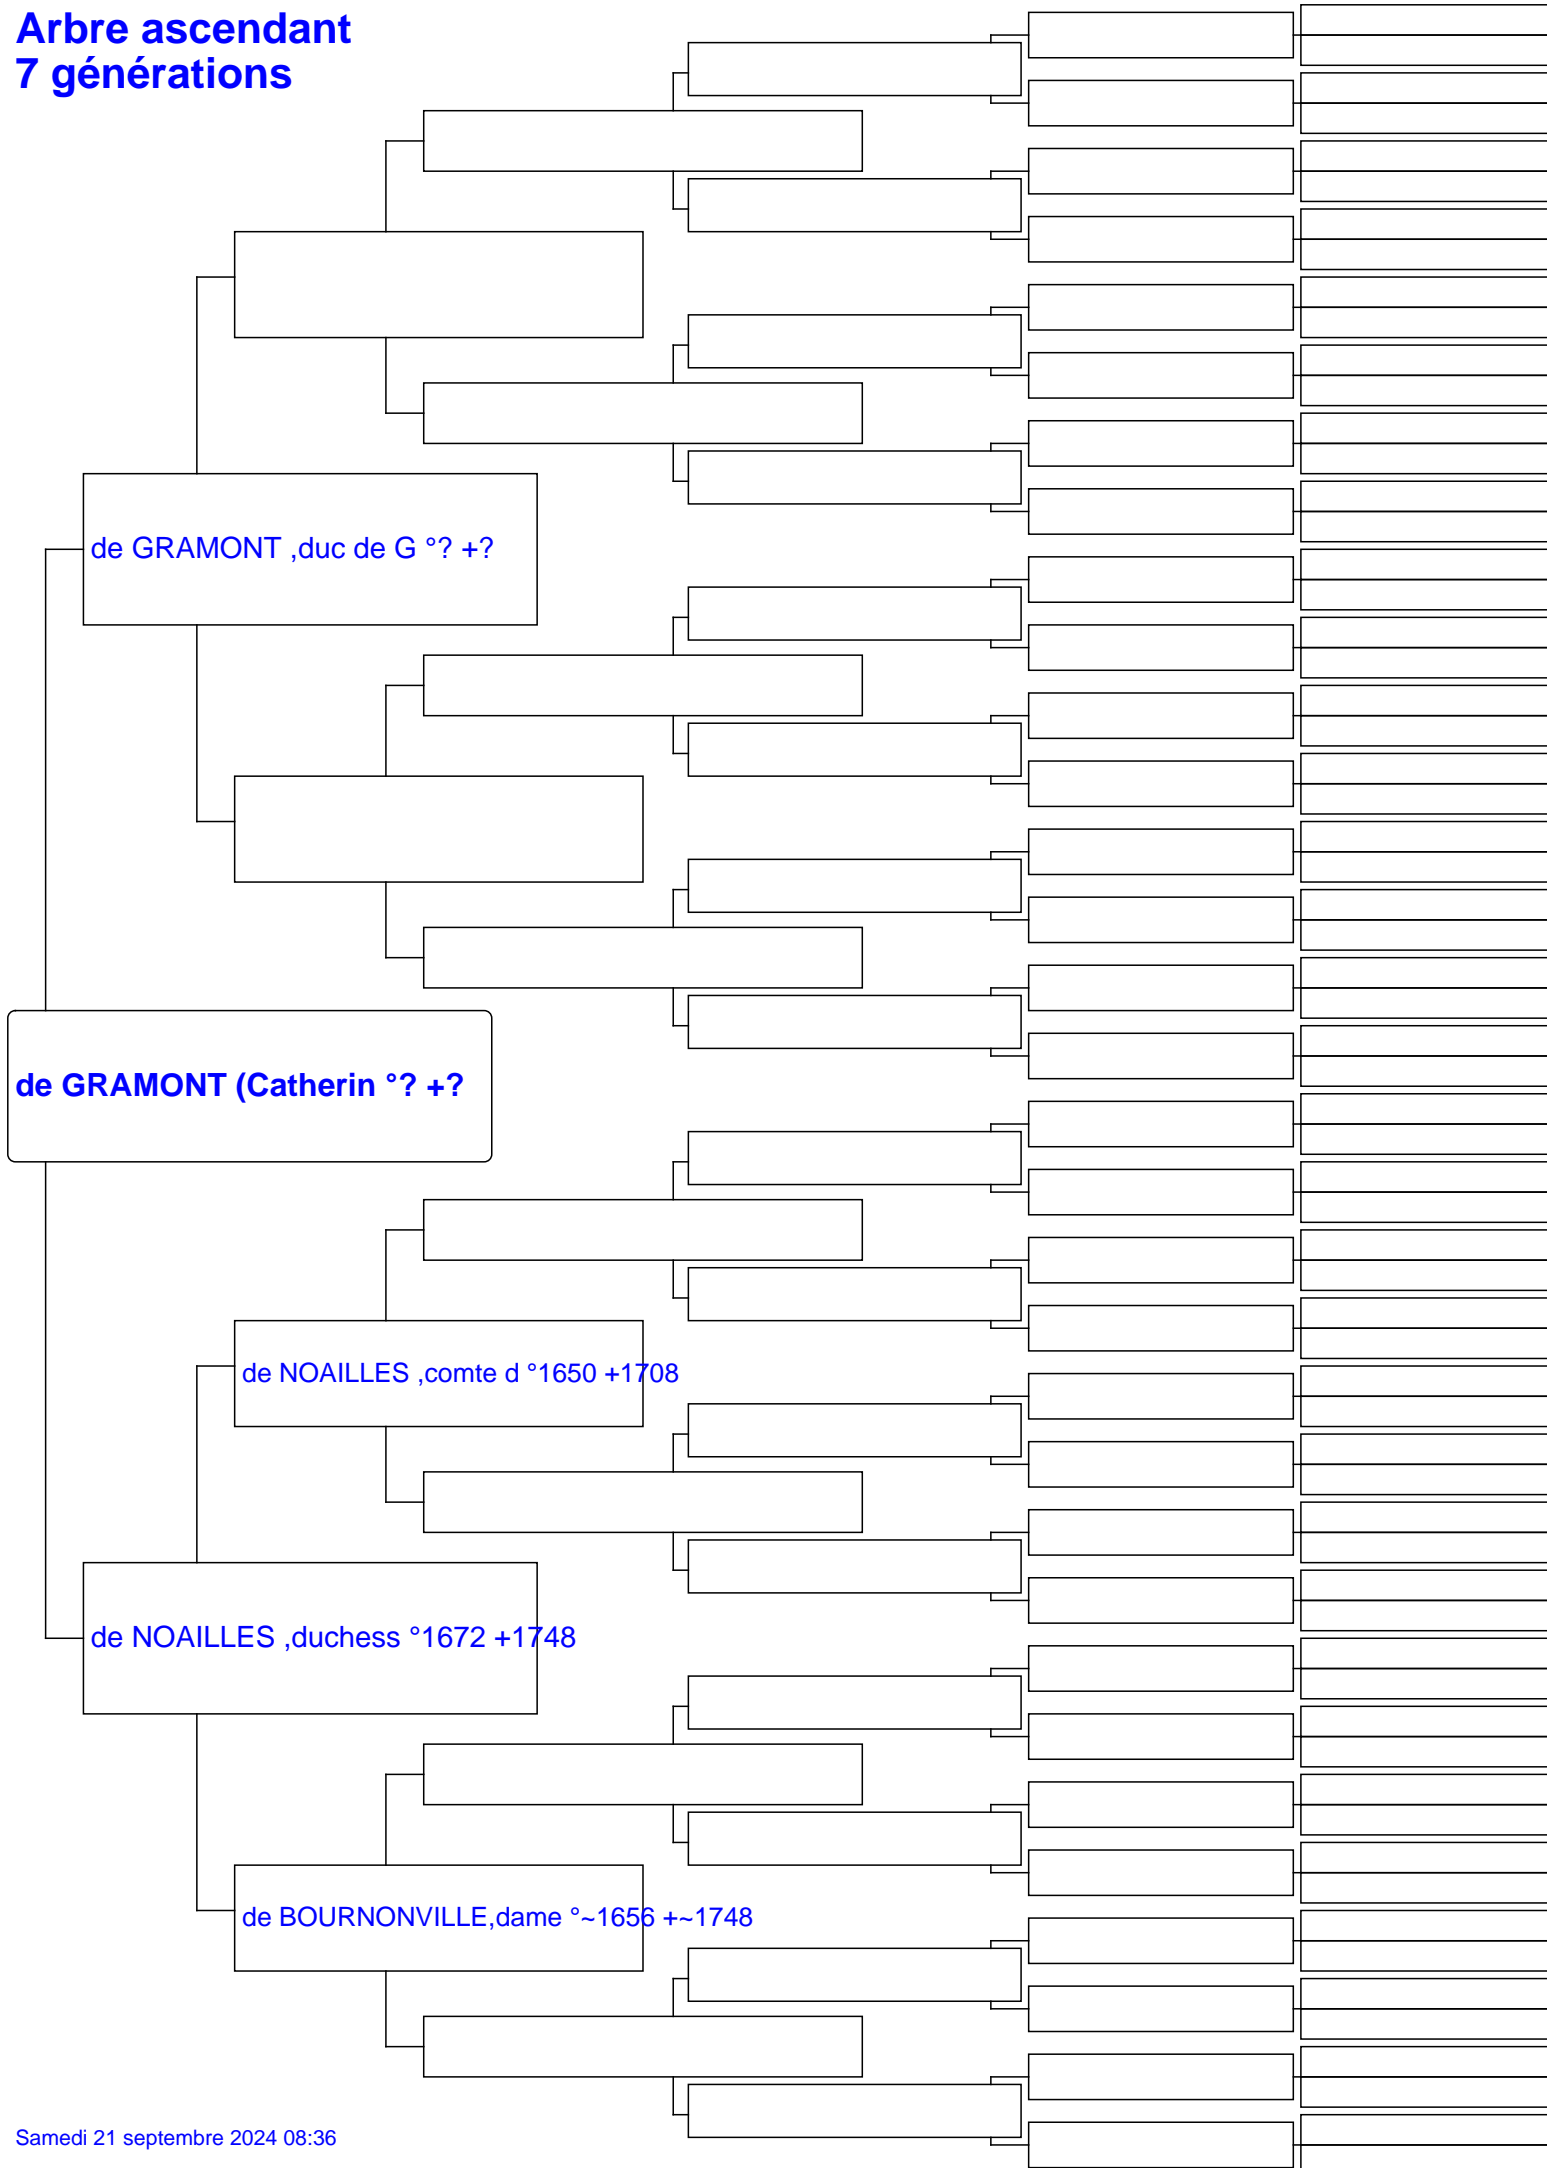 Arbre ascendant
7 générations
de GRAMONT ,duc de G °? +?
de GRAMONT (Catherin °? +?
de NOAILLES ,comte d °1650 +1708
de NOAILLES ,duchess °1672 +1748
de BOURNONVILLE,dame °~1656 +~1748
Samedi 21 septembre 2024 08:36